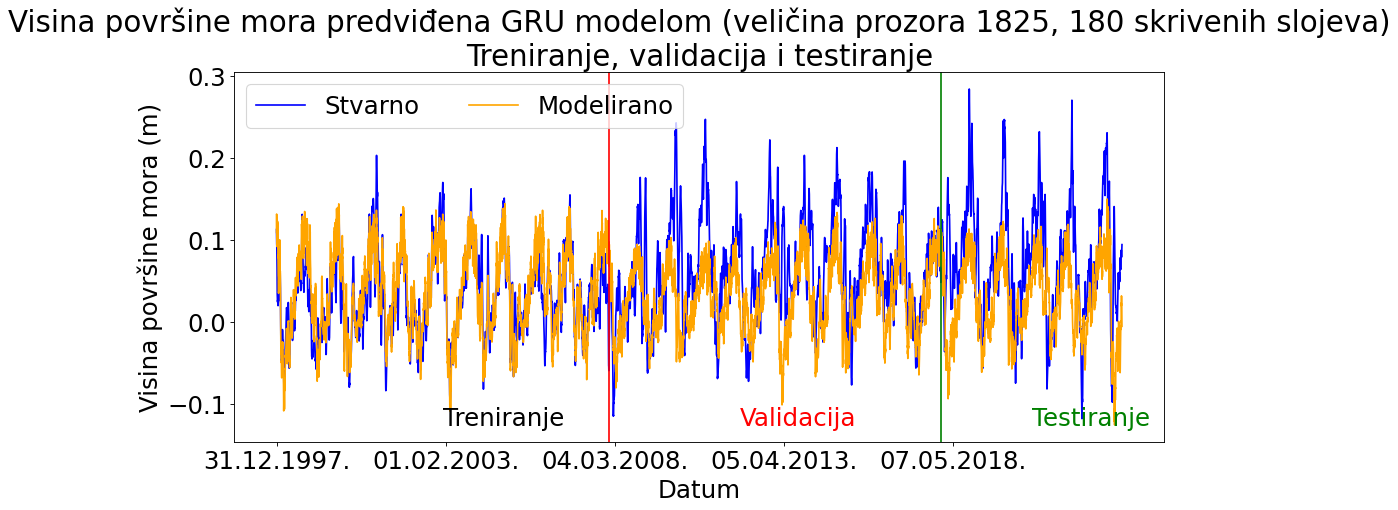 Visina površine mora predviđena GRU modelom (veličina prozora 1825, 180 skrivenih slojeva)
Treniranje, validacija i testiranje
Stvarno Modelirano
Visina površine mora (m)
0.3
0.2
0.1
0.0
−0.1
Treniranje Validacija Testiranje
31.12.1997. 01.02.2003. 04.03.2008. 05.04.2013. 07.05.2018.
Datum